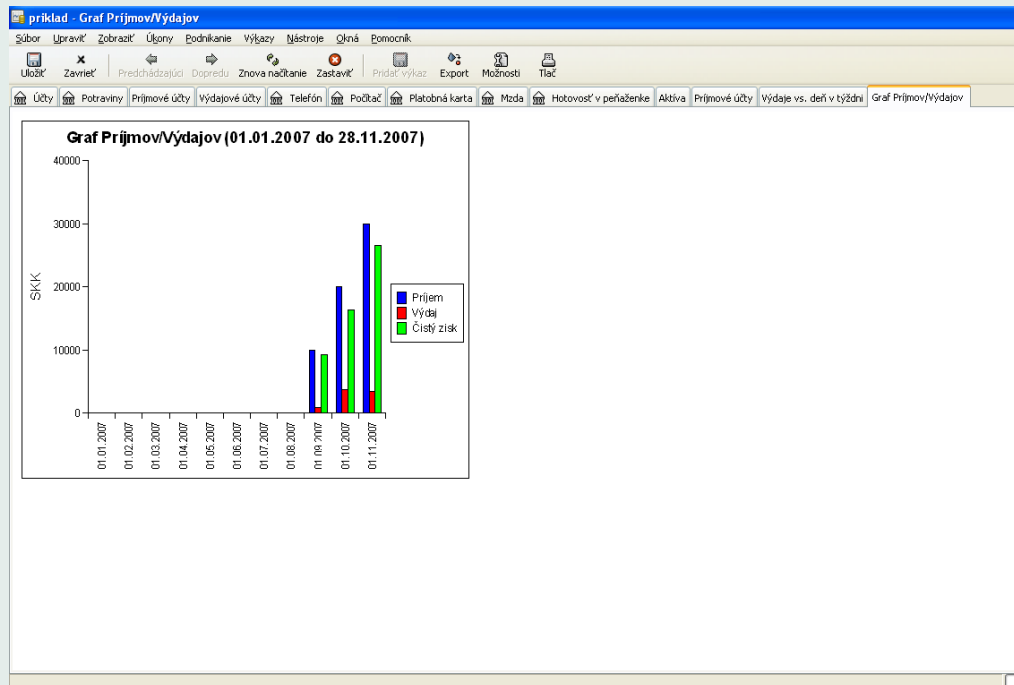 priklad - Graf Príjmov/Výdajov
Súbor Upraviť Zobraziť Úkony Podnikanie Výkazy Nástroje Okná Pomocník
Uložiť Zavrieť Predchádzajúci Dopredu Znova načítanie Zastaviť Pridať výkaz Export Možnosti Tlač
Účty Potraviny Príjmové účty Výdajové účty Telefón Počítač Platobná karta Mzda Hotovosť v peňaženke Aktíva Príjmové účty Výdaje vs. deň v týždni Graf Príjmov/Výdajov
Graf Príjmov/Výdajov (01.01.2007 do 28.11.2007)
40000
30000
20000
10000
0
SKK
Príjem
Výdaj
Čistý zisk
01.01.2007
01.02.2007
01.03.2007
01.04.2007
01.05.2007
01.06.2007
01.07.2007
01.08.2007
01.09.2007
01.10.2007
01.11.2007